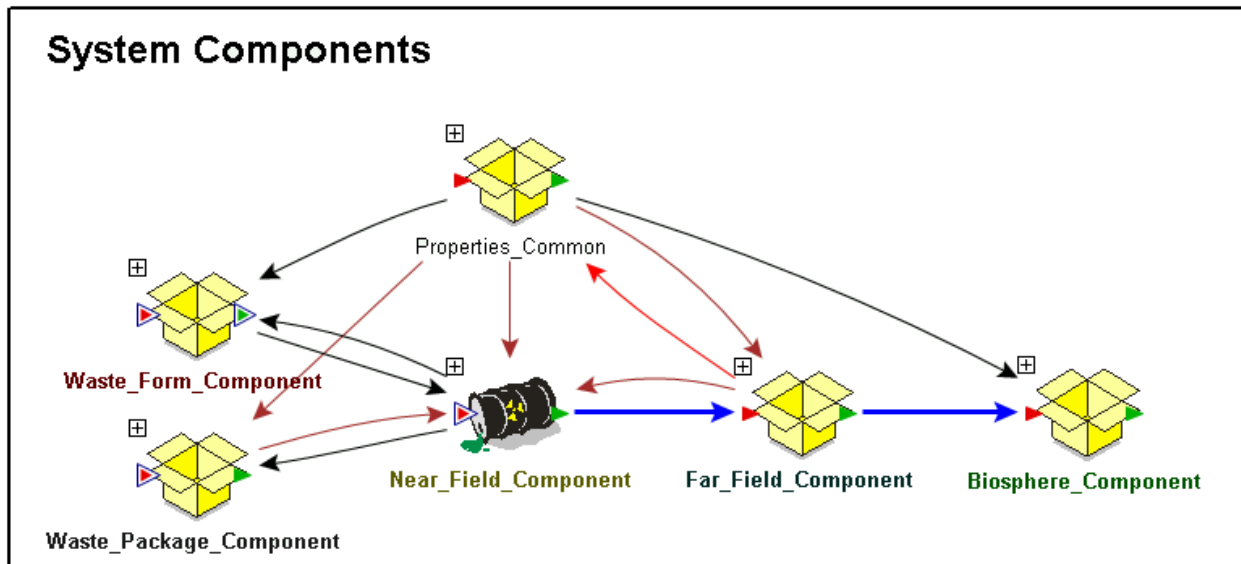 System Components
Properties_Common
Waste_Form_Component
Near_Field_Component
Far_Field_Component
Biosphere_Component
Waste_Package_Component